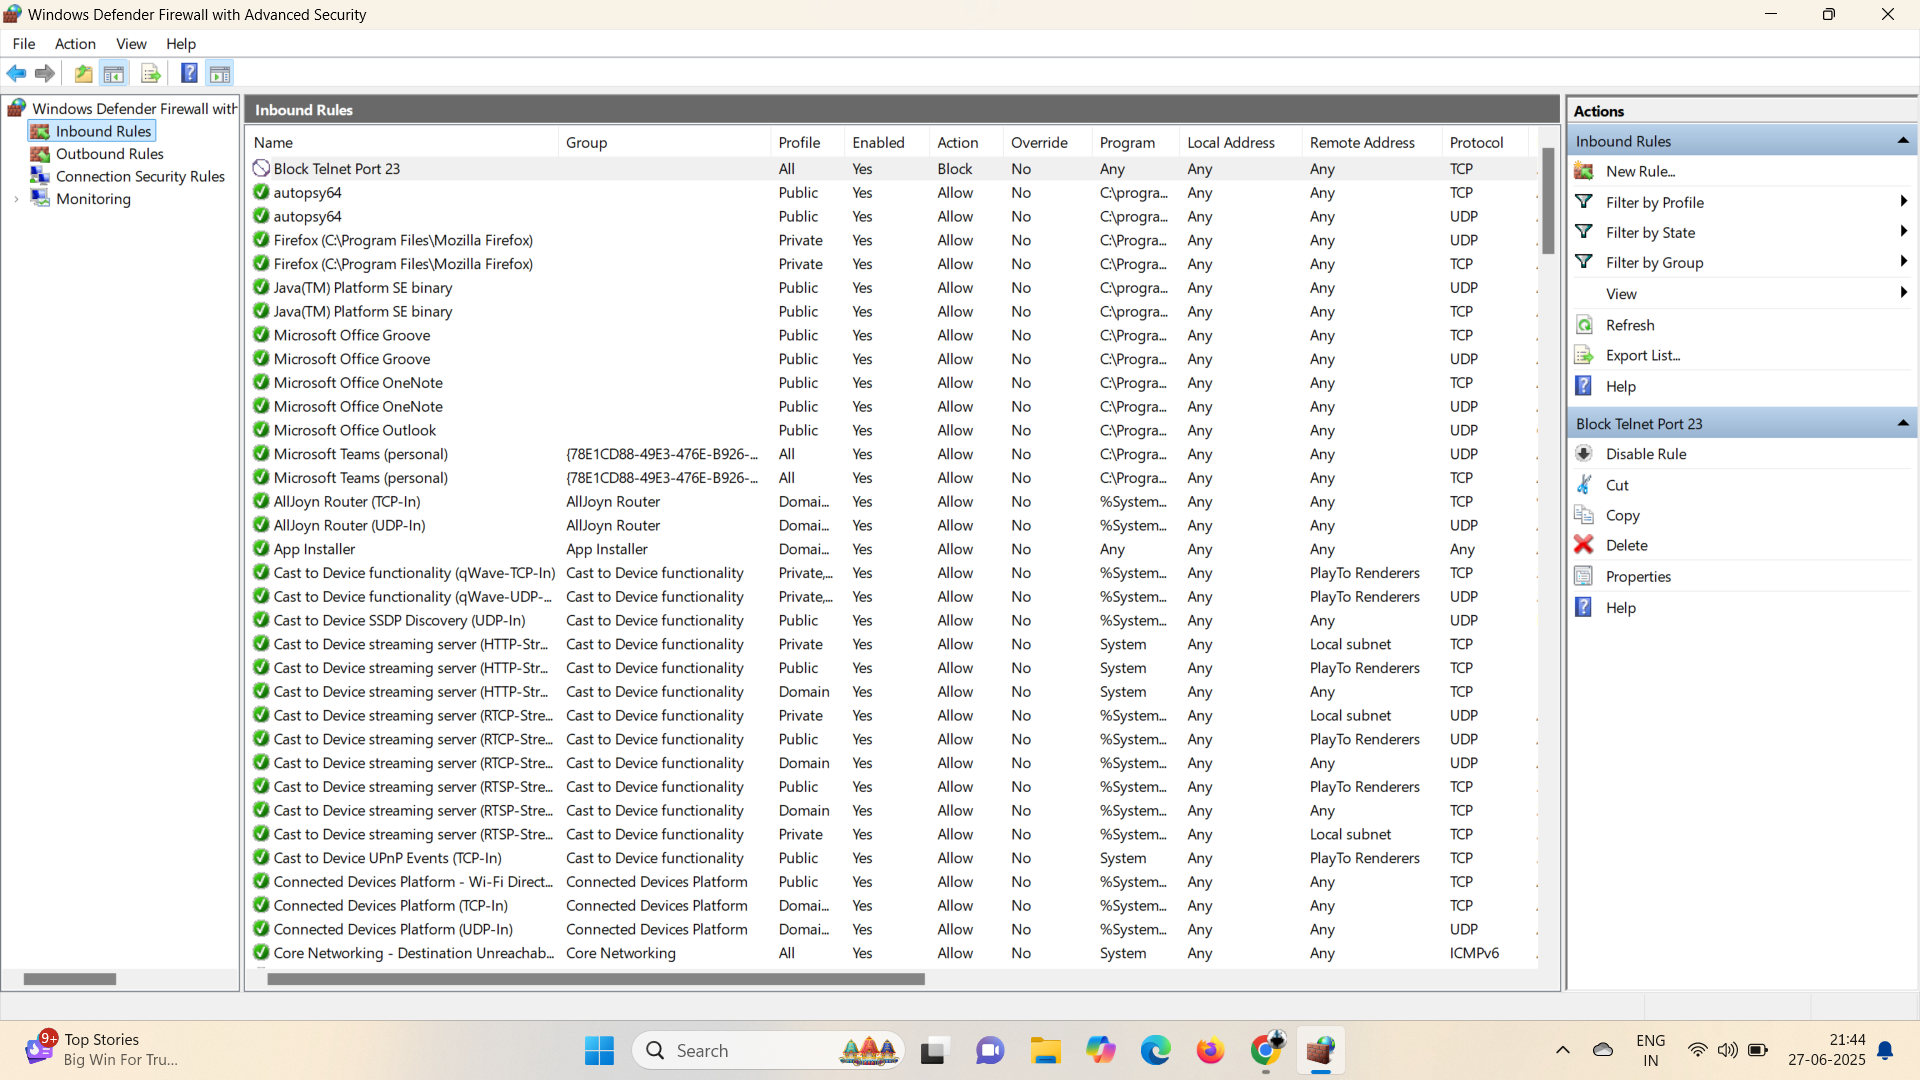 Windows Defender Firewall with Advanced Security
File Action View Help
Windows Defender Firewall with
Inbound Rules
Outbound Rules
Connection Security Rules
Monitoring
Inbound Rules
Name Group Profile Enabled Action Override Program Local Address Remote Address Protocol
Block Telnet Port 23 All Yes Block No Any Any Any TCP
autopsy64 Public Yes Allow No C:\progra... Any Any TCP
autopsy64 Public Yes Allow No C:\progra... Any Any UDP
Firefox (C:\Program Files\Mozilla Firefox) Private Yes Allow No C:\Progra... Any Any UDP
Firefox (C:\Program Files\Mozilla Firefox) Private Yes Allow No C:\Progra... Any Any TCP
Java(TM) Platform SE binary Public Yes Allow No C:\progra... Any Any UDP
Java(TM) Platform SE binary Public Yes Allow No C:\progra... Any Any TCP
Microsoft Office Groove Public Yes Allow No C:\Progra... Any Any TCP
Microsoft Office Groove Public Yes Allow No C:\Progra... Any Any UDP
Microsoft Office OneNote Public Yes Allow No C:\Progra... Any Any TCP
Microsoft Office OneNote Public Yes Allow No C:\Progra... Any Any UDP
Microsoft Office Outlook Public Yes Allow No C:\Progra... Any Any UDP
Microsoft Teams (personal) {78E1CD88-49E3-476E-B926-... All Yes Allow No C:\Progra... Any Any UDP
Microsoft Teams (personal) {78E1CD88-49E3-476E-B926-... All Yes Allow No C:\Progra... Any Any TCP
AllJoyn Router (TCP-In) AllJoyn Router Domai... Yes Allow No %System... Any Any TCP
AllJoyn Router (UDP-In) AllJoyn Router Domai... Yes Allow No %System... Any Any UDP
App Installer App Installer Domai... Yes Allow No Any Any Any Any
Cast to Device functionality (qWave-TCP-In) Cast to Device functionality Private,... Yes Allow No %System... Any PlayTo Renderers TCP
Cast to Device functionality (qWave-UDP-... Cast to Device functionality Private,... Yes Allow No %System... Any PlayTo Renderers UDP
Cast to Device SSDP Discovery (UDP-In) Cast to Device functionality Public Yes Allow No %System... Any Any UDP
Cast to Device streaming server (HTTP-Str... Cast to Device functionality Private Yes Allow No System Any Local subnet TCP
Cast to Device streaming server (HTTP-Str... Cast to Device functionality Public Yes Allow No System Any PlayTo Renderers TCP
Cast to Device streaming server (HTTP-Str... Cast to Device functionality Domain Yes Allow No System Any Any TCP
Cast to Device streaming server (RTCP-Stre... Cast to Device functionality Private Yes Allow No %System... Any Local subnet UDP
Cast to Device streaming server (RTCP-Stre... Cast to Device functionality Public Yes Allow No %System... Any PlayTo Renderers UDP
Cast to Device streaming server (RTCP-Stre... Cast to Device functionality Domain Yes Allow No %System... Any Any UDP
Cast to Device streaming server (RTSP-Stre... Cast to Device functionality Public Yes Allow No %System... Any PlayTo Renderers TCP
Cast to Device streaming server (RTSP-Stre... Cast to Device functionality Domain Yes Allow No %System... Any Any TCP
Cast to Device streaming server (RTSP-Stre... Cast to Device functionality Private Yes Allow No %System... Any Local subnet TCP
Cast to Device UPnP Events (TCP-In) Cast to Device functionality Public Yes Allow No System Any PlayTo Renderers TCP
Connected Devices Platform - Wi-Fi Direct... Connected Devices Platform Public Yes Allow No %System... Any Any TCP
Connected Devices Platform (TCP-In) Connected Devices Platform Domai... Yes Allow No %System... Any Any TCP
Connected Devices Platform (UDP-In) Connected Devices Platform Domai... Yes Allow No %System... Any Any UDP
Core Networking - Destination Unreachab... Core Networking All Yes Allow No System Any Any ICMPv6
Actions
Inbound Rules
New Rule...
Filter by Profile
Filter by State
Filter by Group
View
Refresh
Export List...
Help
Block Telnet Port 23
Disable Rule
Cut
Copy
Delete
Properties
Help
9+
Top Stories
Big Win For Tru...
Search
ENG
IN
21:44
27-06-2025